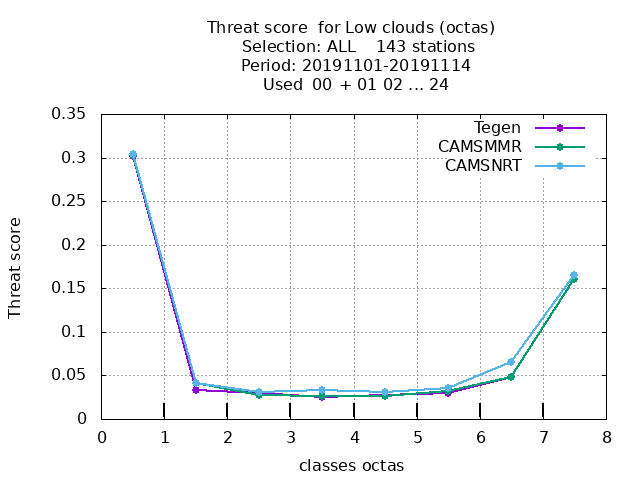 Threat score  for Low clouds (octas)
Selection: ALL    143 stations
Period: 20191101-20191114
Used  00 + 01 02 ... 24
Tegen
CAMSMMR
CAMSNRT
Threat score
0.35
0.3
0.25
0.2
0.15
0.1
0.05
0
0 1 2 3 4 5 6 7 8
classes octas